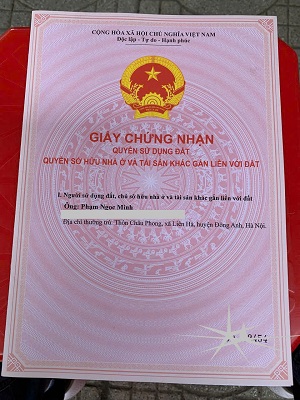 CỘNG HÒA XÃ HỘI CHỦ NGHĨA VIỆT NAM
Độc lập - Tự do - Hạnh phúc
GIẤY CHỨNG NHẬN
QUYỀN SỬ DỤNG ĐẤT
QUYỀN SỞ HỮU NHÀ Ở VÀ TÀI SẢN KHÁC GẮN LIỀN VỚI ĐẤT
I. Người sử dụng đất, chủ sở hữu nhà ở và tài sản khác gắn liền với đất
Ông: Phạm Ngọc Minh
Địa chỉ thường trú: Thôn Châu Phong, xã Liên Hà, huyện Đông Anh, Hà Nội.
9454